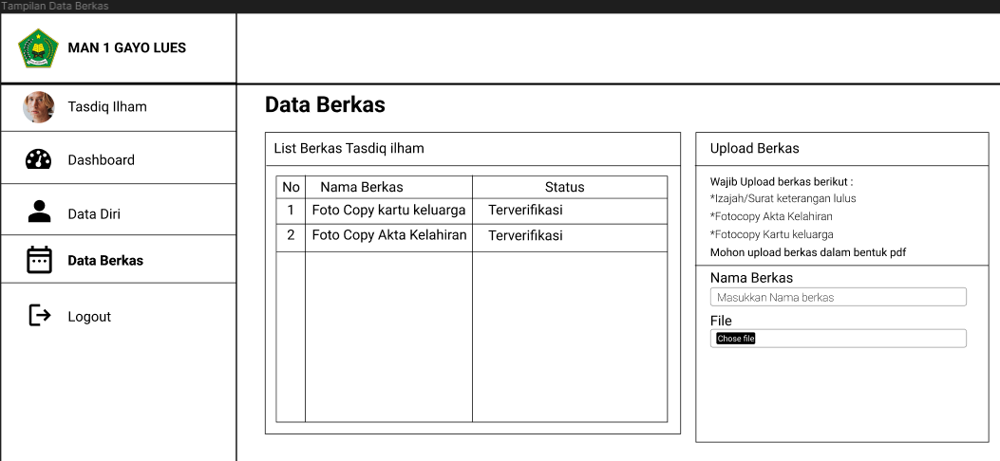 Tampilan Data Berkas
MAN 1 GAYO LUES
Tasdiq Ilham
Dashboard
Data Diri
Data Berkas
Logout
Data Berkas
List Berkas Tasdiq ilham
No Nama Berkas Status
1 Foto Copy kartu keluarga Terverifikasi
2 Foto Copy Akta Kelahiran Terverifikasi
Upload Berkas
Wajib Upload berkas berikut :
*Izajah/Surat keterangan lulus
*Fotocopy Akta Kelahiran
*Fotocopy Kartu keluarga
Mohon upload berkas dalam bentuk pdf
Nama Berkas
Masukkan Nama berkas
File
Chose file